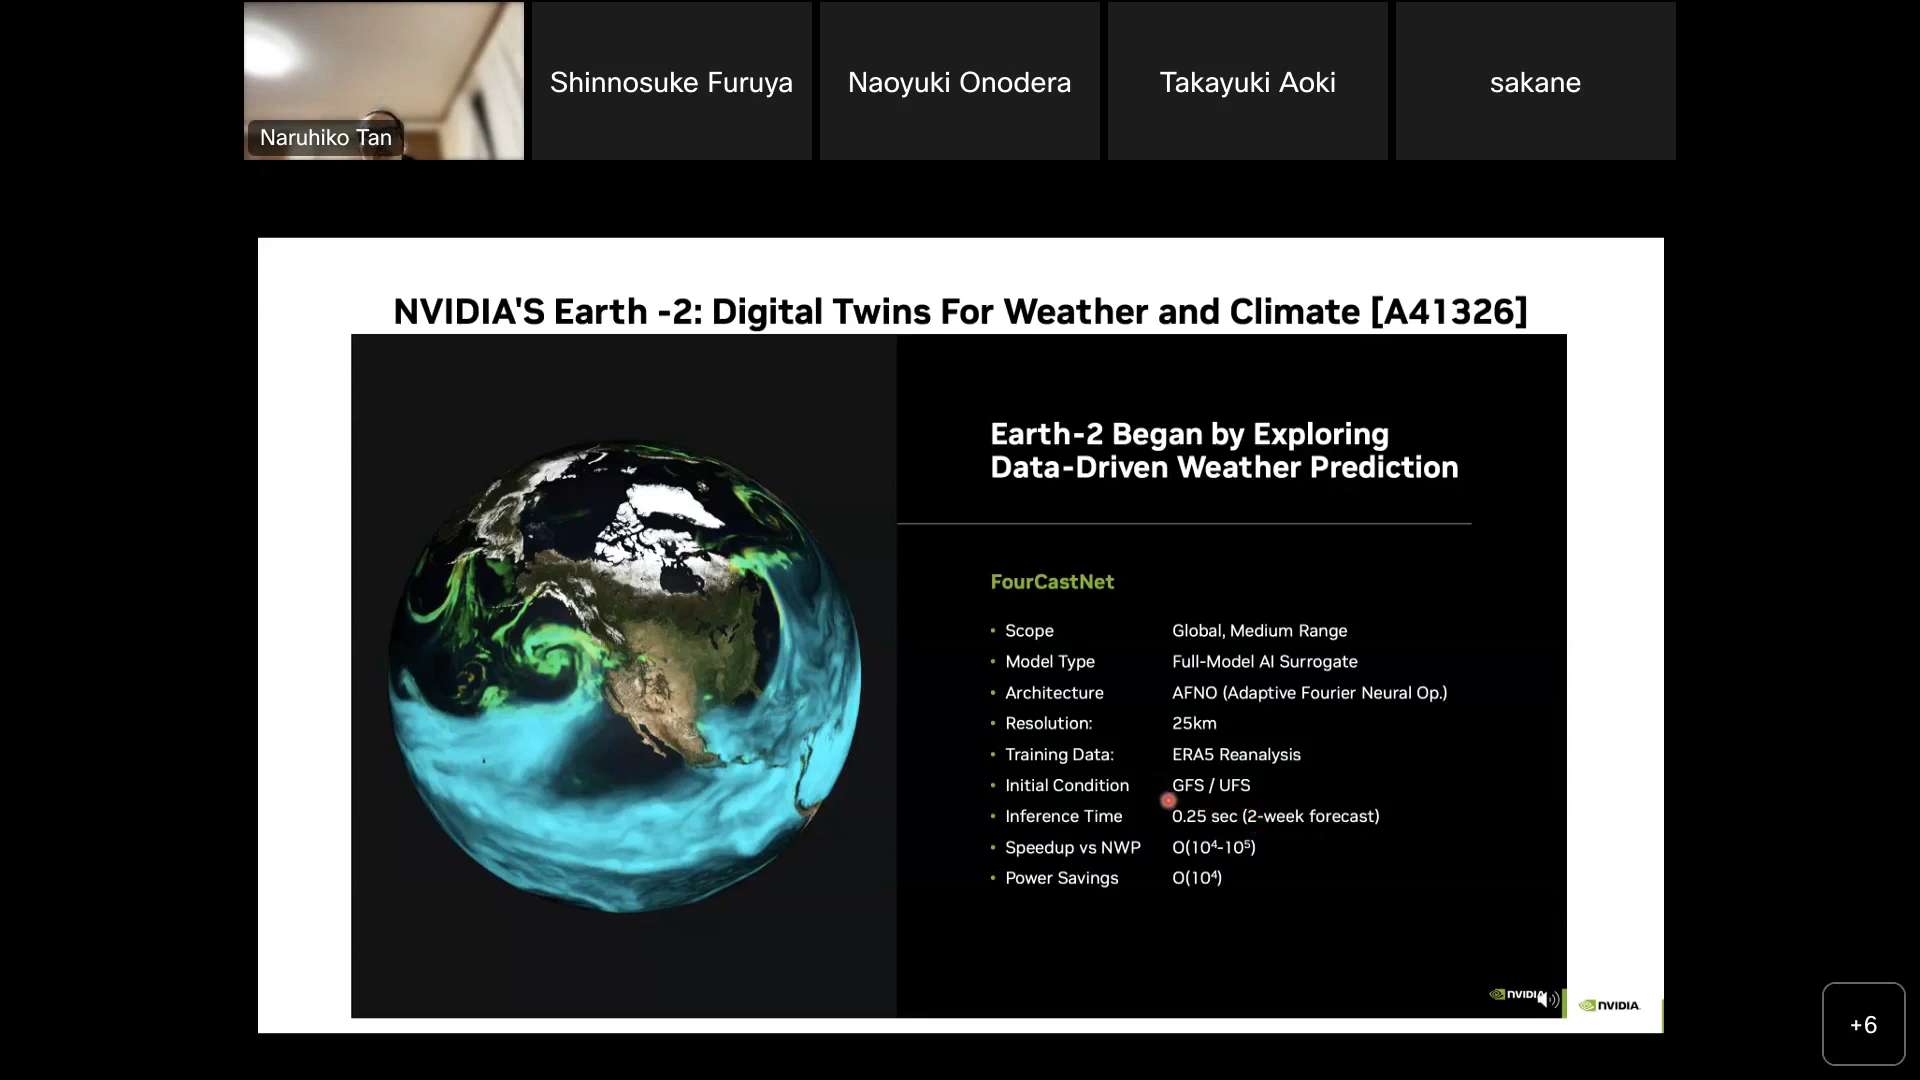 Naruhiko Tan
Shinnosuke Furuya
Naoyuki Onodera
Takayuki Aoki
sakane
NVIDIA'S Earth -2: Digital Twins For Weather and Climate [A41326]
Earth-2 Began by Exploring
Data-Driven Weather Prediction
FourCastNet
• Scope Global, Medium Range
• Model Type Full-Model AI Surrogate
• Architecture AFNO (Adaptive Fourier Neural Op.)
• Resolution: 25km
• Training Data: ERA5 Reanalysis
• Initial Condition GFS / UFS
• Inference Time 0.25 sec (2-week forecast)
• Speedup vs NWP O(10⁴-10⁵)
• Power Savings O(10⁴)
NVIDIA
NVIDIA.
+6